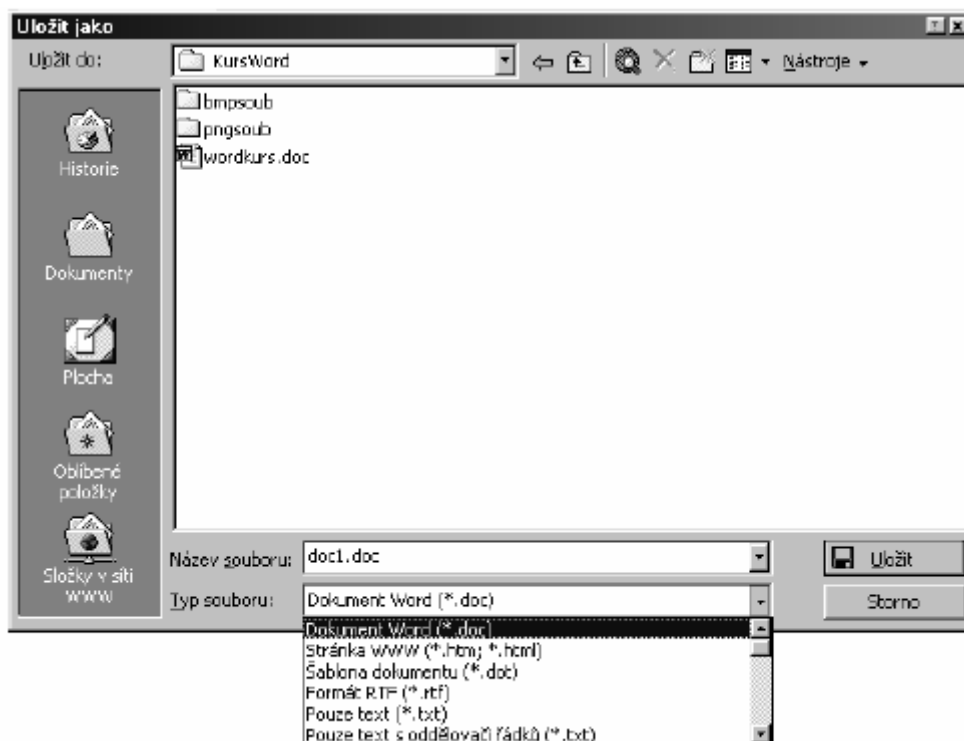 Uložit jako
Uložit do:
KursWord
Nástroje
bmpsoub
pngsoub
wordkurs.doc
Historie
Dokumenty
Plocha
Oblíbené
položky
Složky v síti
WWW
Název souboru:
doc1.doc
Uložit
Typ souboru:
Dokument Word (*.doc)
Storno
Dokument Word (*.doc)
Stránka WWW (*.htm; *.html)
Šablona dokumentu (*.dot)
Formát RTF (*.rtf)
Pouze text (*.txt)
Pouze text s oddělovači řádků (*.txt)